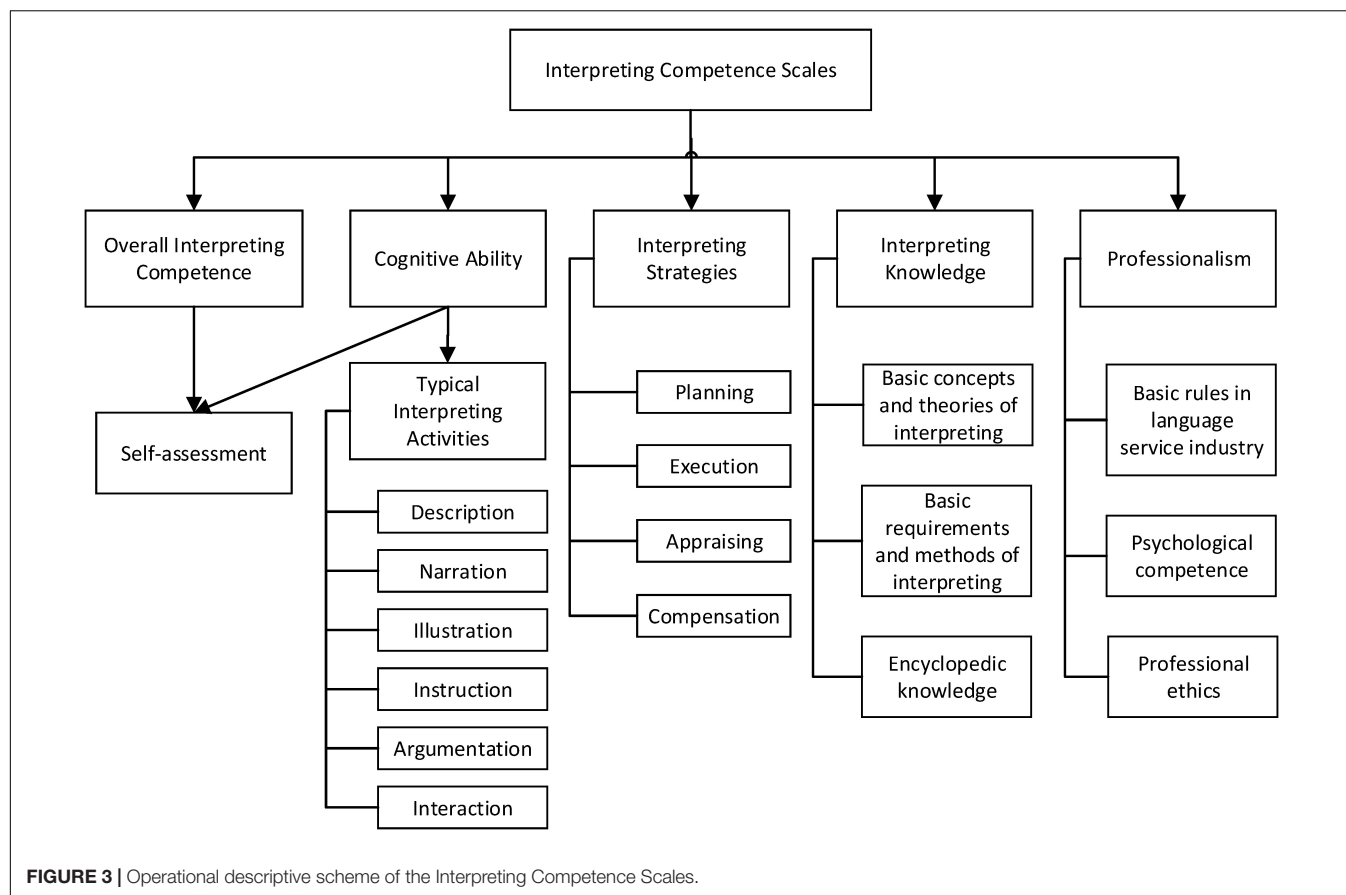 Interpreting Competence Scales
Overall Interpreting
Competence
Cognitive Ability
Interpreting
Strategies
Interpreting
Knowledge
Professionalism
Self-assessment
Typical
Interpreting
Activities
Description
Narration
Illustration
Instruction
Argumentation
Interaction
Planning
Execution
Appraising
Compensation
Basic concepts
and theories of
interpreting
Basic
requirements
and methods of
interpreting
Encyclopedic
knowledge
Basic rules in
language
service industry
Psychological
competence
Professional
ethics
FIGURE 3 | Operational descriptive scheme of the Interpreting Competence Scales.